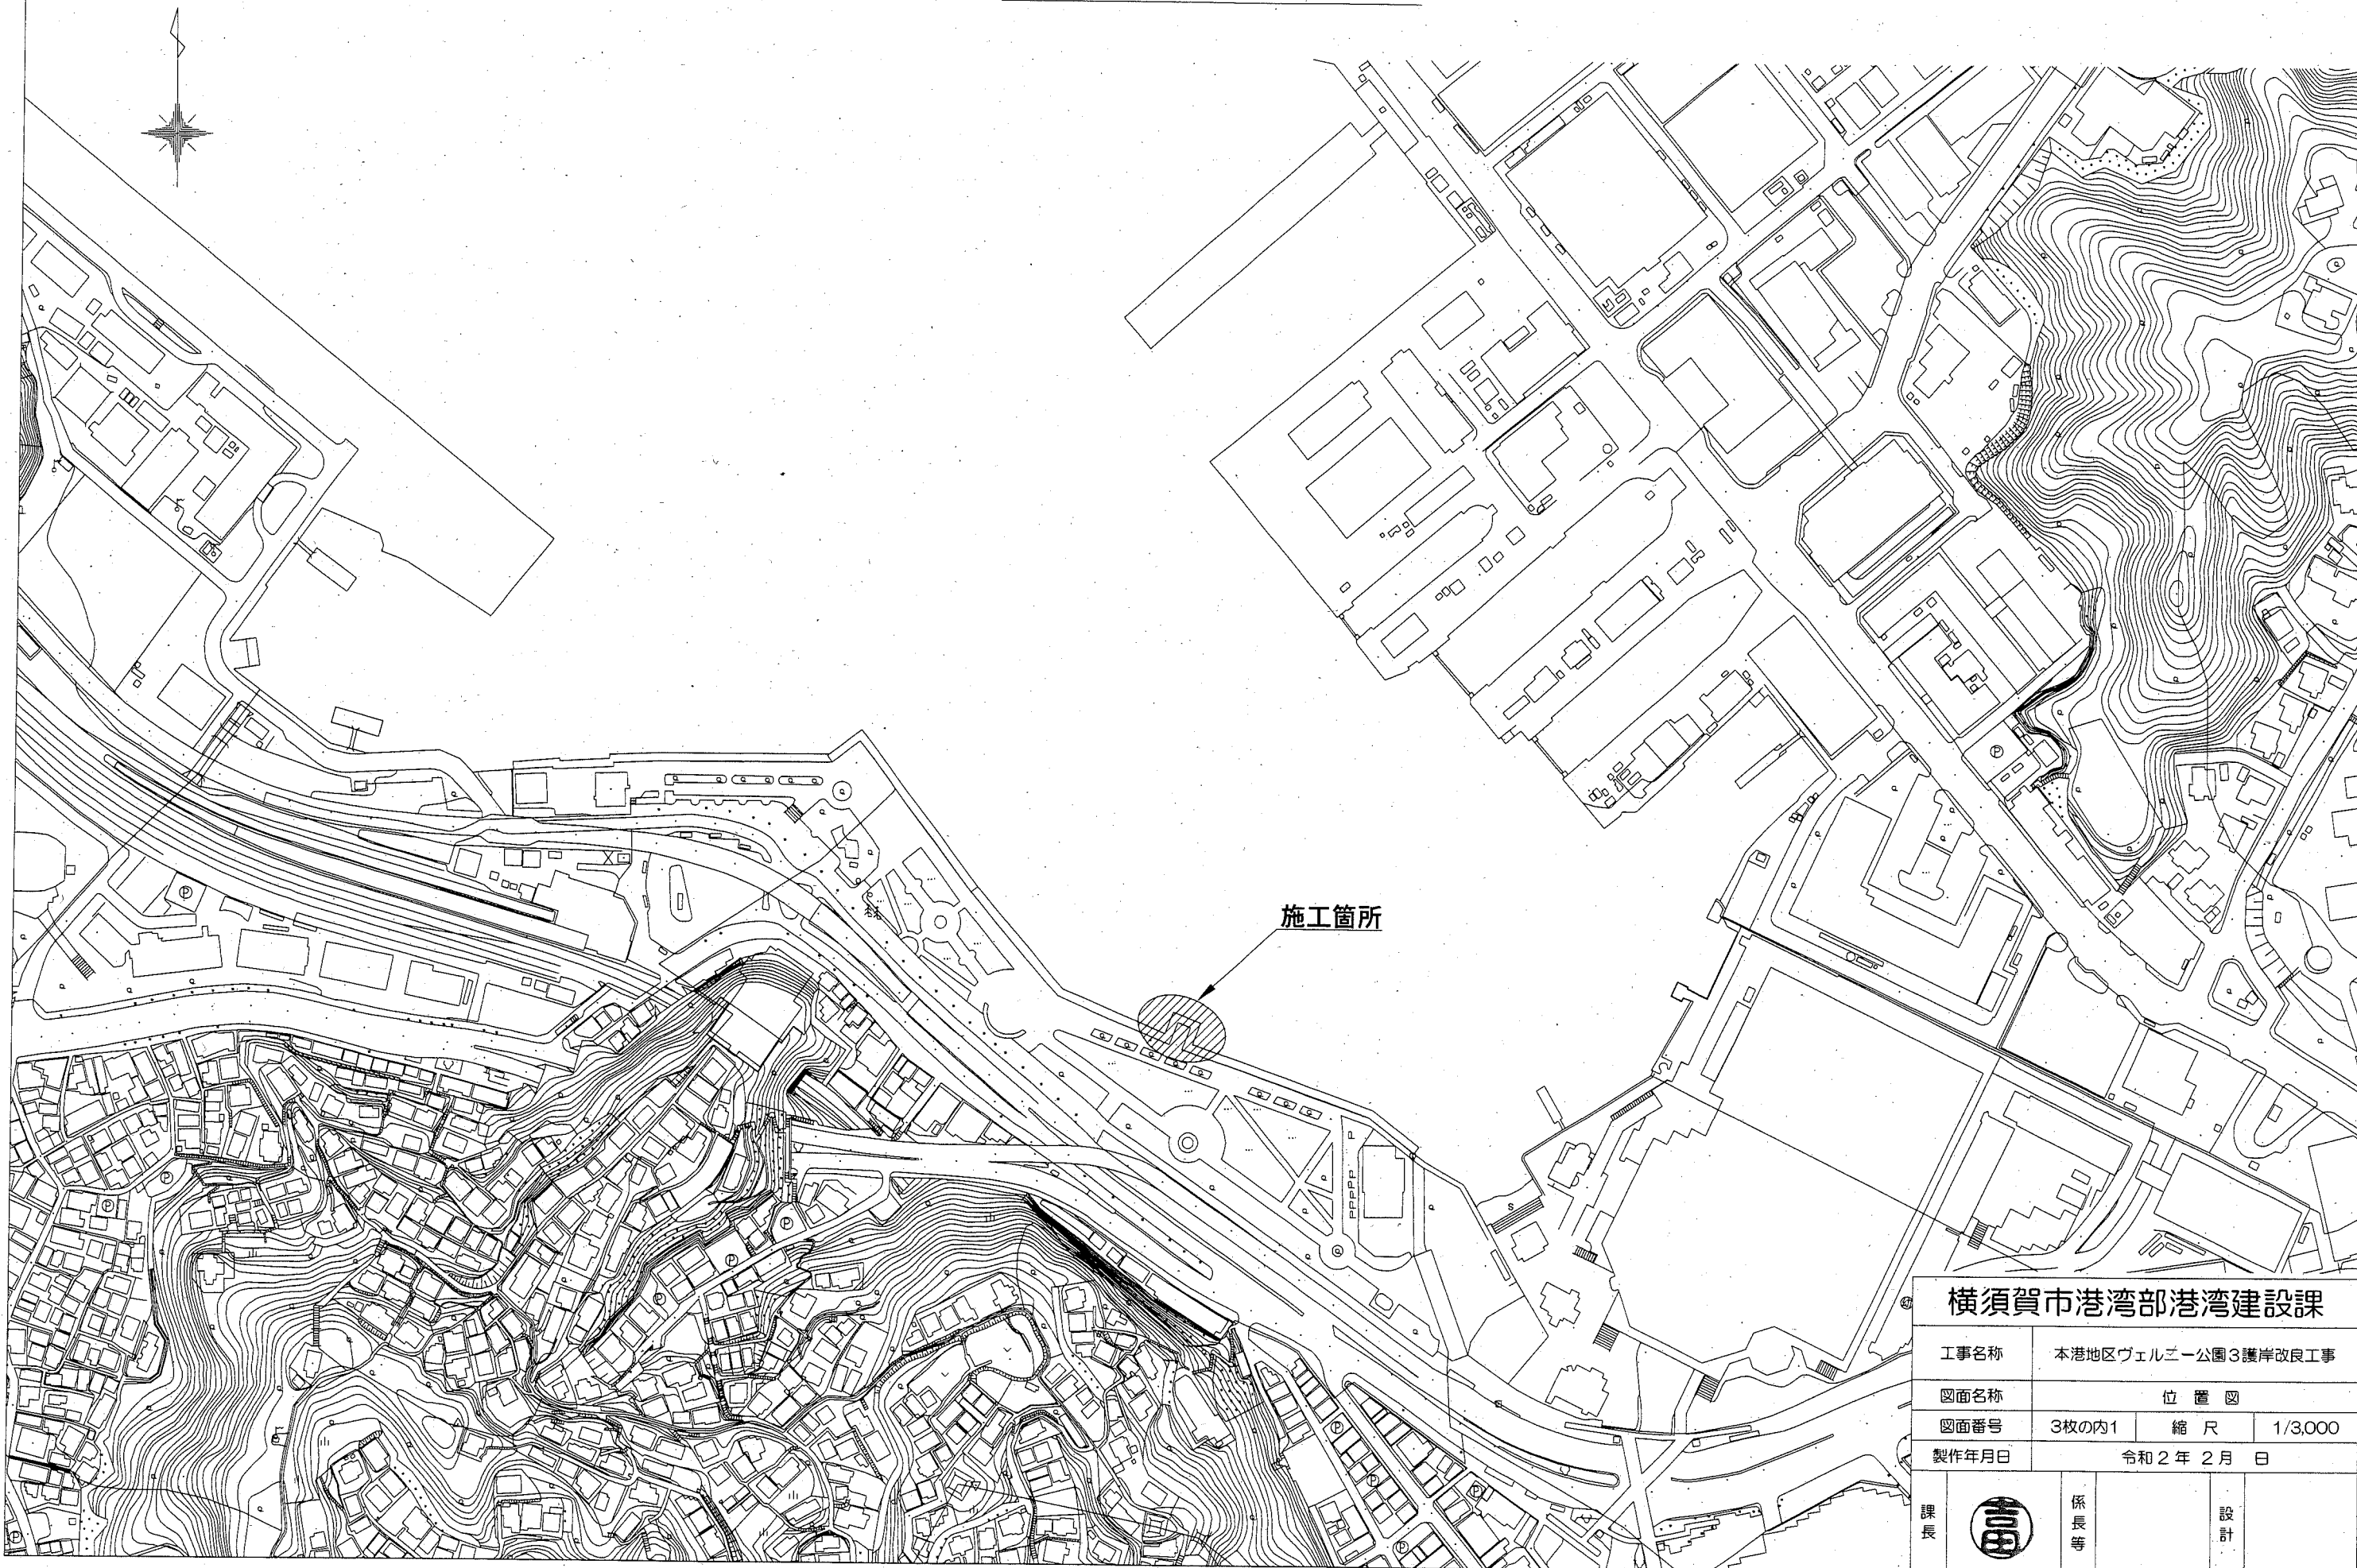 施工箇所
横須賀市港湾部港湾建設課
工事名称 本港地区ヴェルニー公園3護岸改良工事
図面名称 位 置 図
図面番号 3枚の内1 縮 尺 1/3,000
製作年月日 令和2年 2月 日
課長 係長等 設計